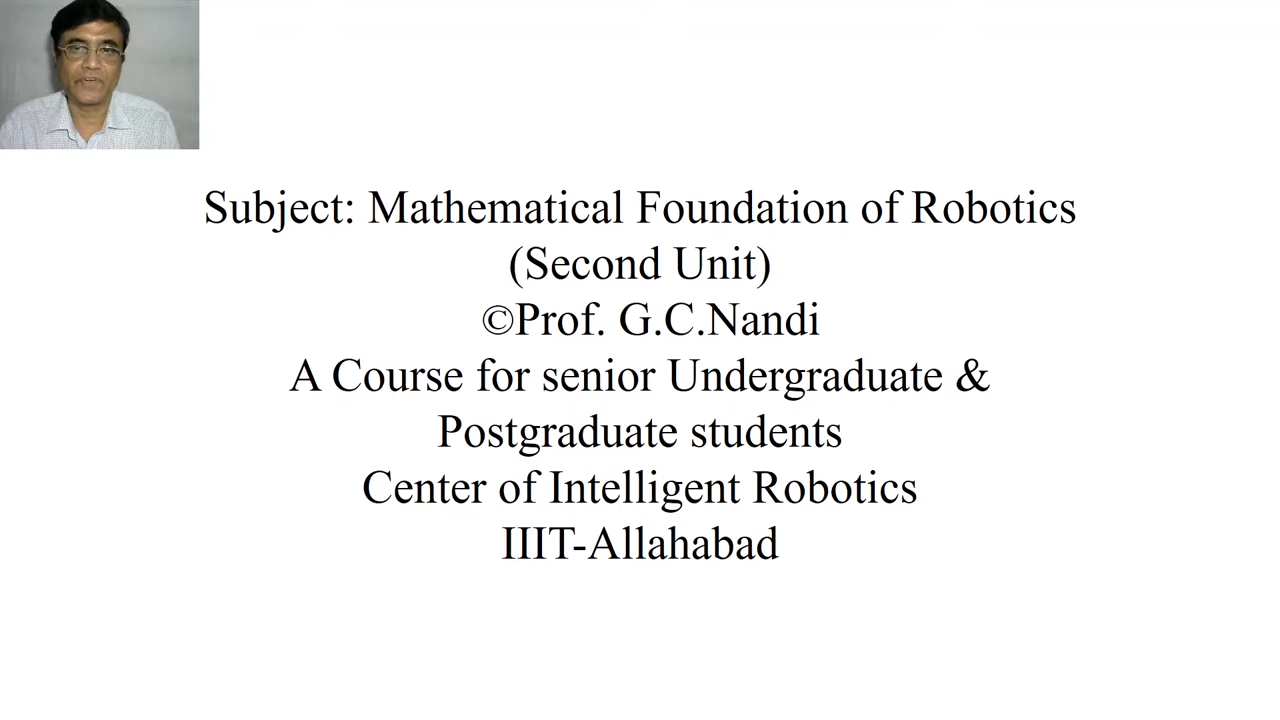 Subject: Mathematical Foundation of Robotics
(Second Unit)
©Prof. G.C.Nandi
A Course for senior Undergraduate &
Postgraduate students
Center of Intelligent Robotics
IIIT-Allahabad